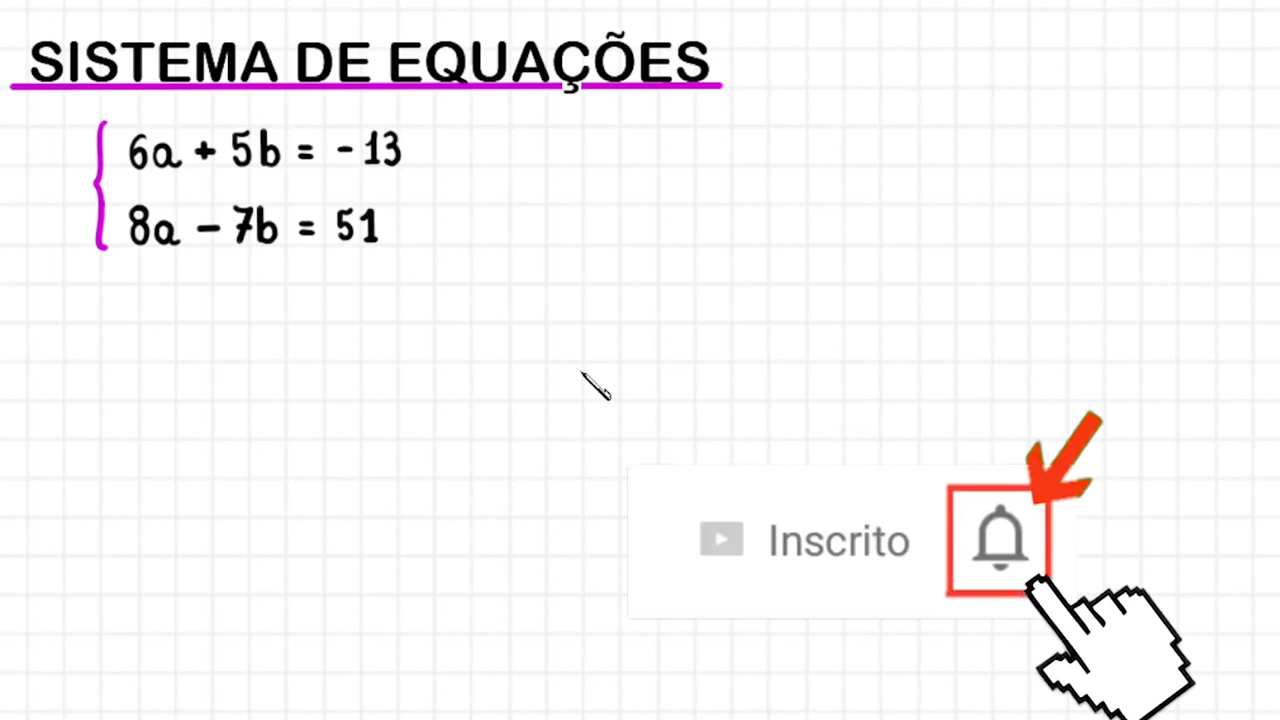 SISTEMA DE EQUAÇÕES
6a + 5b = -13
8a - 7b = 51
Inscrito